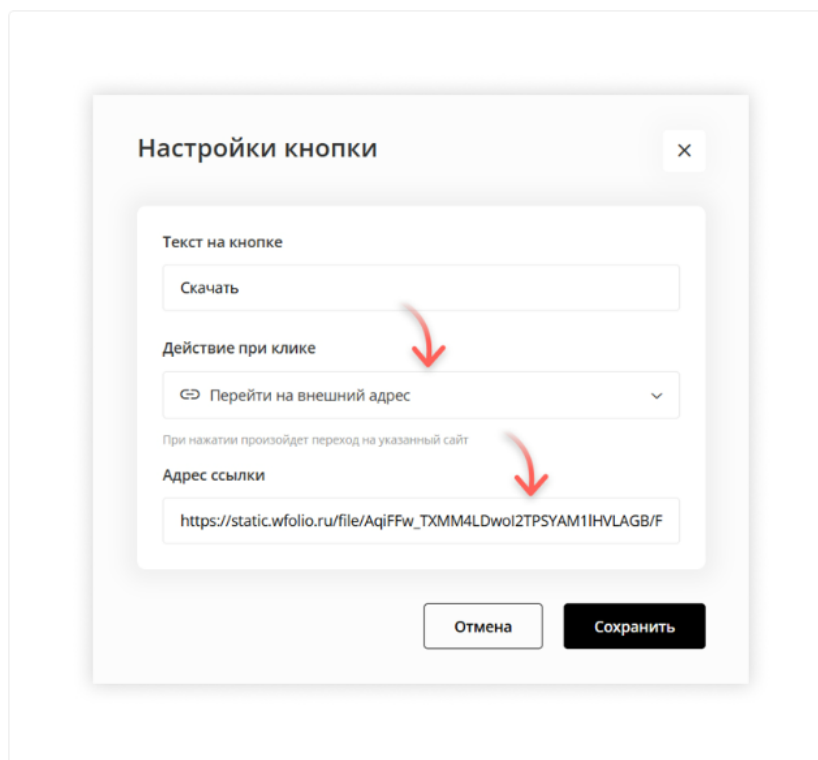 Настройки кнопки
Текст на кнопке
Скачать
Действие при клике
Перейти на внешний адрес
При нажатии произойдет переход на указанный сайт
Адрес ссылки
https://static.wfolio.ru/file/AqiFFw_TXMM4LDwoI2TPSYAM1lHVLAGB/F
Отмена
Сохранить